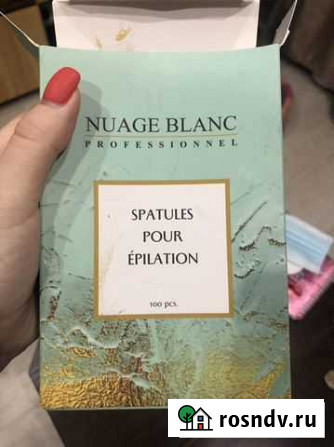 NUAGE BLANC
PROFESSIONNEL
SPATULES
POUR
ÉPILATION
100 pcs.
rosndv.ru